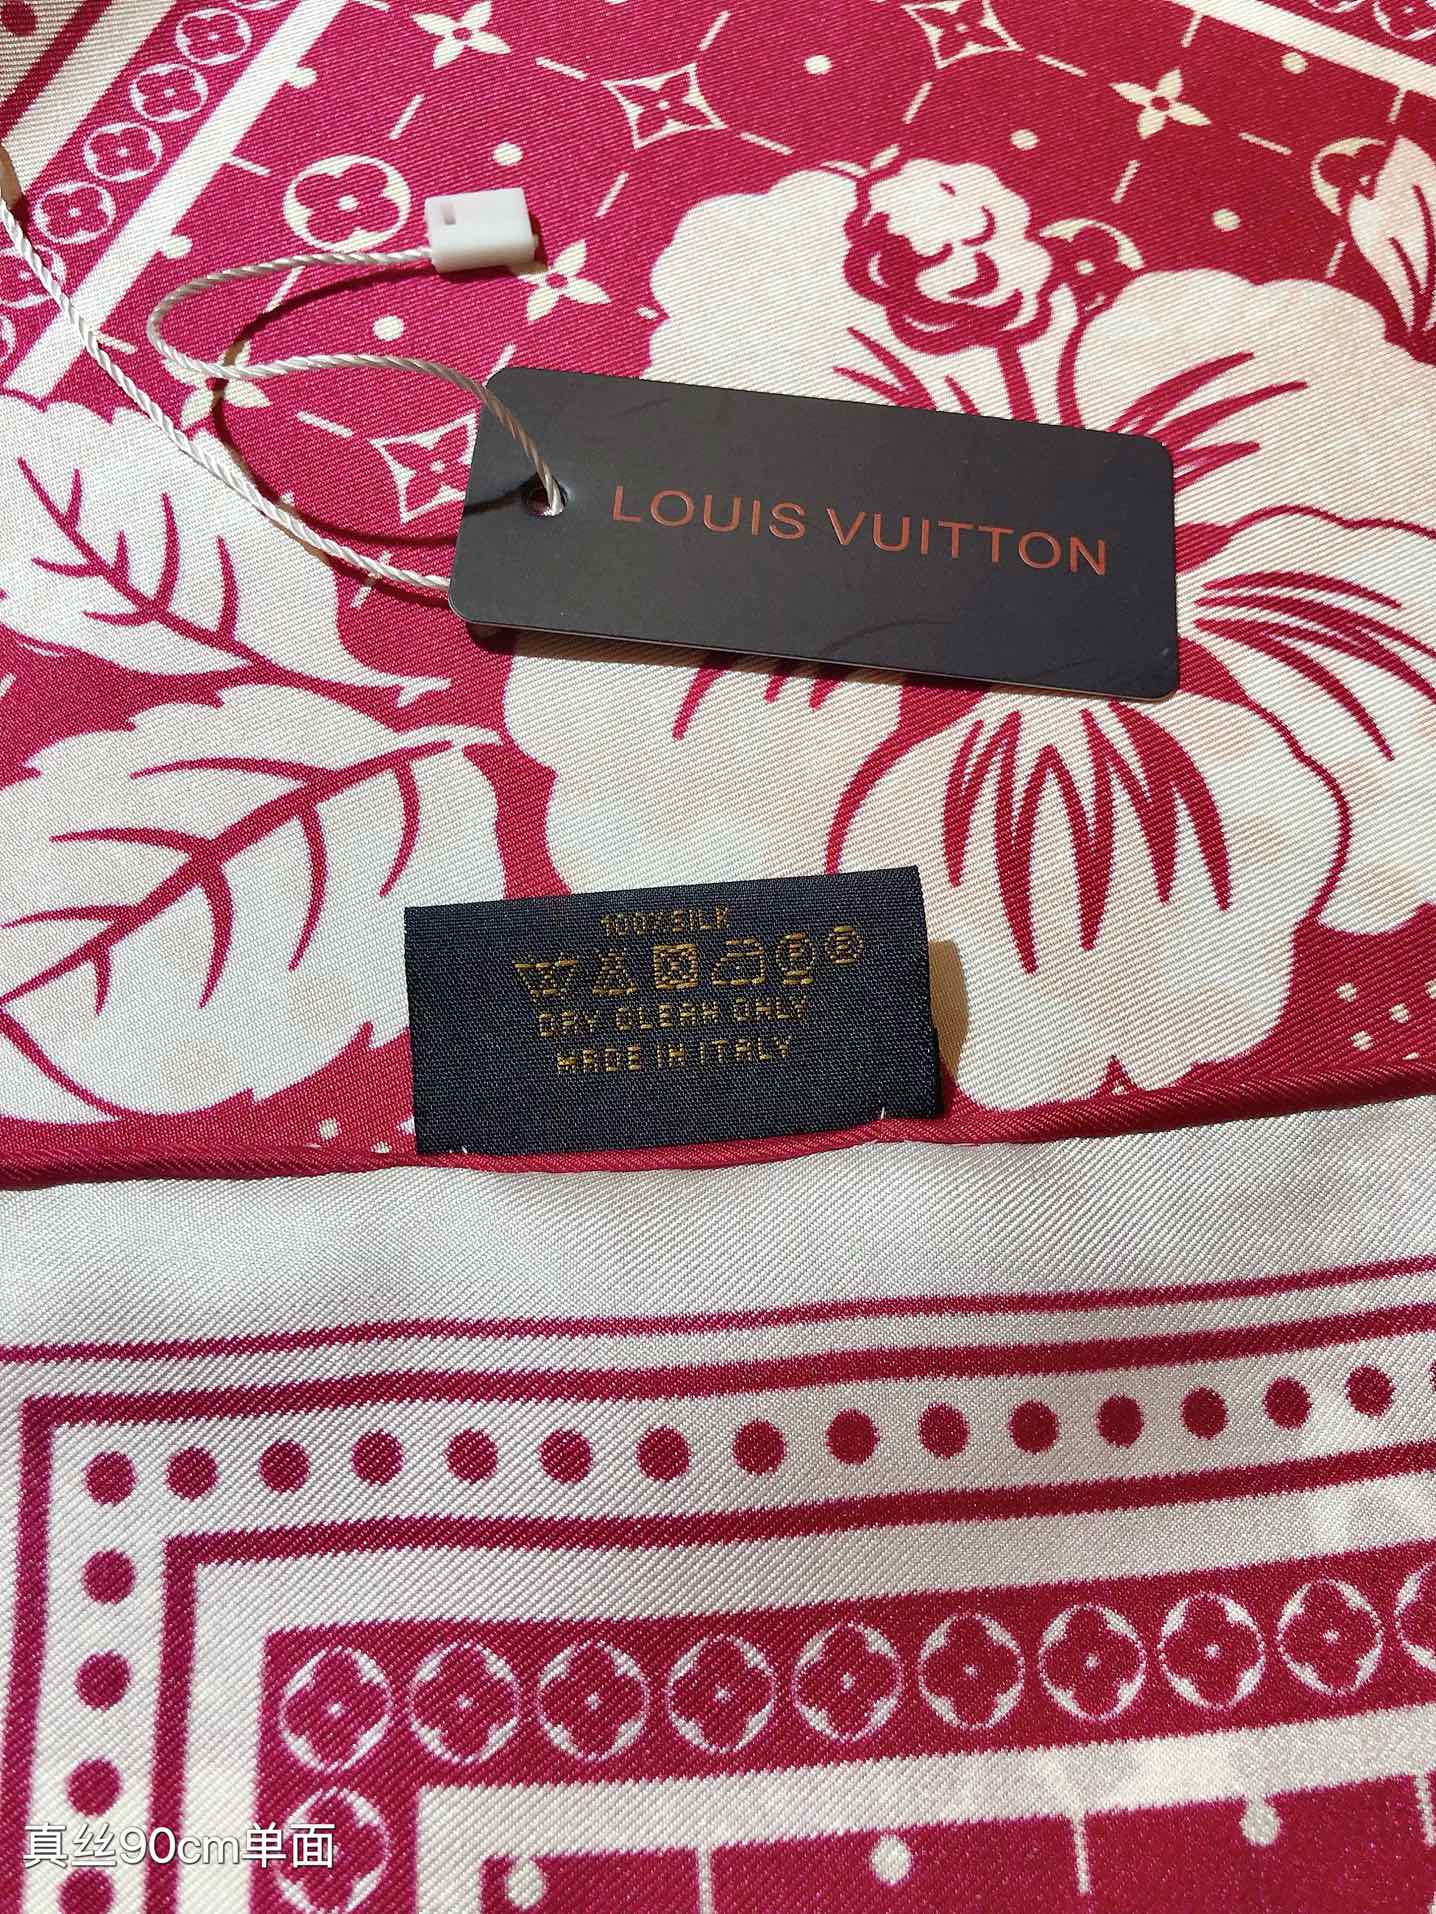 LOUIS VUITTON
100% SILK
DRY CLEAN ONLY
MADE IN ITALY
真丝90cm单面